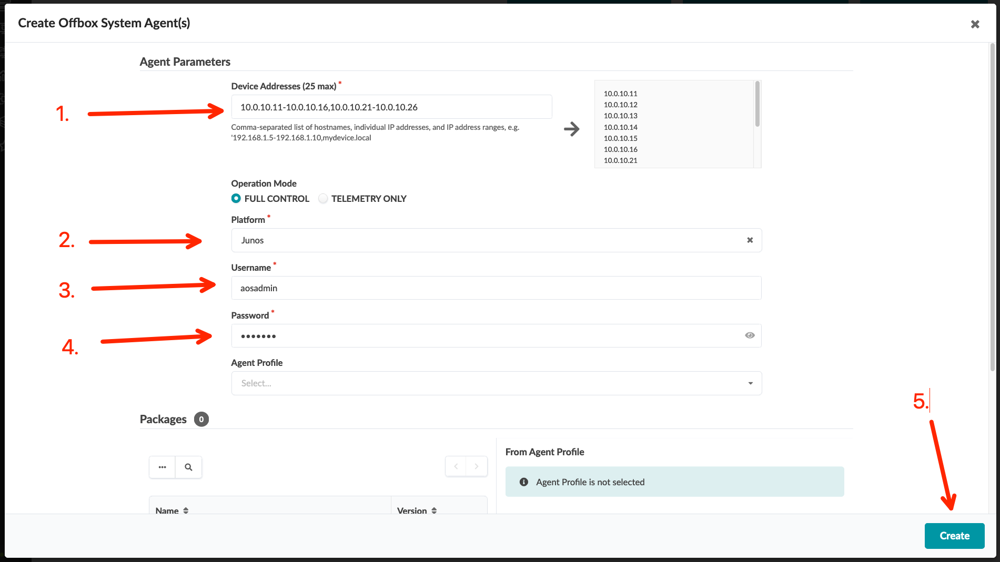 Create Offbox System Agent(s)
Agent Parameters
Device Addresses (25 max) *
1.
10.0.10.11-10.0.10.16,10.0.10.21-10.0.10.26
Comma-separated list of hostnames, individual IP addresses, and IP address ranges, e.g.
'192.168.1.5-192.168.1.10,mydevice.local
10.0.10.11
10.0.10.12
10.0.10.13
10.0.10.14
10.0.10.15
10.0.10.16
10.0.10.21
Operation Mode
FULL CONTROL
TELEMETRY ONLY
Platform *
2.
Junos
Username *
3.
aosadmin
Password *
4.
•••••••
Agent Profile
Select...
5.
Packages 0
From Agent Profile
Agent Profile is not selected
Name
Version
Create